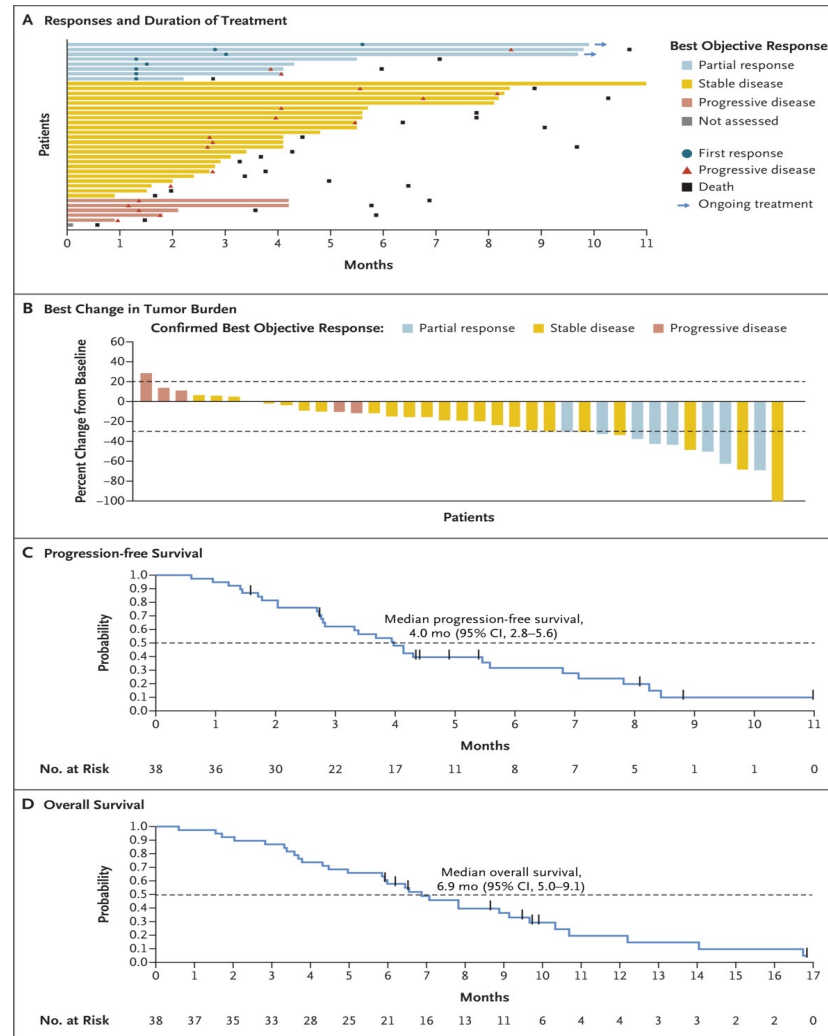 A Responses and Duration of Treatment
Patients
0 1 2 3 4 5 6 7 8 9 10 11
Months
Best Objective Response
Partial response
Stable disease
Progressive disease
Not assessed
First response
Progressive disease
Death
Ongoing treatment
B Best Change in Tumor Burden
Confirmed Best Objective Response: Partial response Stable disease Progressive disease
Percent Change from Baseline
60
40
20
0
−20
−40
−60
−80
−100
Patients
C Progression-free Survival
Probability
1.0
0.9
0.8
0.7
0.6
0.5
0.4
0.3
0.2
0.1
0.0
Median progression-free survival,
4.0 mo (95% CI, 2.8–5.6)
0 1 2 3 4 5 6 7 8 9 10 11
Months
No. at Risk 38 36 30 22 17 11 8 7 5 1 1 0
D Overall Survival
Probability
1.0
0.9
0.8
0.7
0.6
0.5
0.4
0.3
0.2
0.1
0.0
Median overall survival,
6.9 mo (95% CI, 5.0–9.1)
0 1 2 3 4 5 6 7 8 9 10 11 12 13 14 15 16 17
Months
No. at Risk 38 37 35 33 28 25 21 16 13 11 6 4 4 3 3 2 2 0